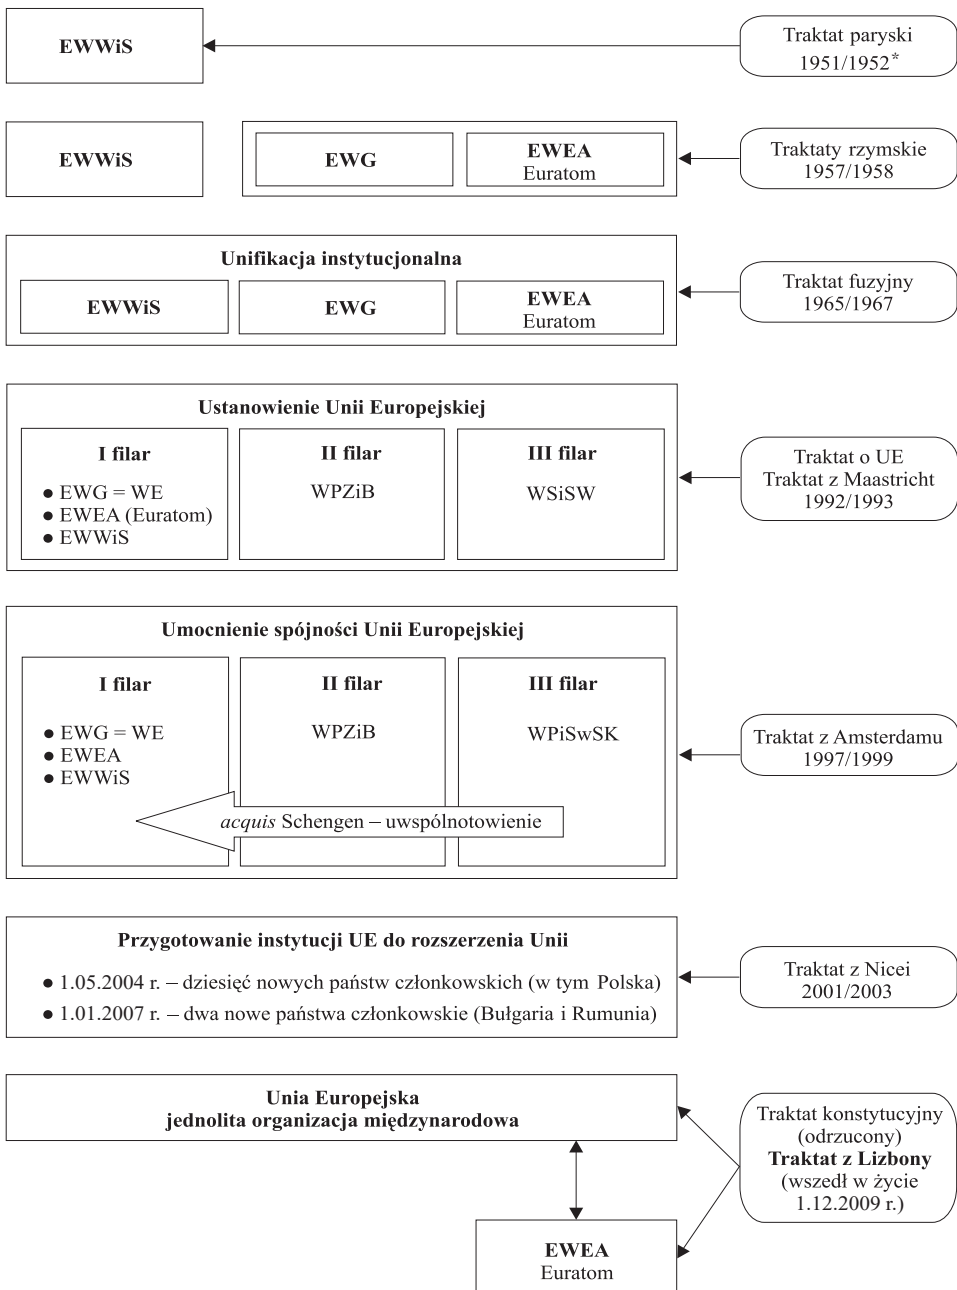 EWWiS
Traktat paryski
1951/1952*
EWWiS
EWG
EWEA
Euratom
Traktaty rzymskie
1957/1958
Unifikacja instytucjonalna
EWWiS
EWG
EWEA
Euratom
Traktat fuzyjny
1965/1967
Ustanowienie Unii Europejskiej
I filar
● EWG = WE
● EWEA (Euratom)
● EWWiS
II filar
WPZiB
III filar
WSiSW
Traktat o UE
Traktat z Maastricht
1992/1993
Umocnienie spójności Unii Europejskiej
I filar
● EWG = WE
● EWEA
● EWWiS
II filar
WPZiB
III filar
WPiSwSK
acquis Schengen – uwspólnotowienie
Traktat z Amsterdamu
1997/1999
Przygotowanie instytucji UE do rozszerzenia Unii
● 1.05.2004 r. – dziesięć nowych państw członkowskich (w tym Polska)
● 1.01.2007 r. – dwa nowe państwa członkowskie (Bułgaria i Rumunia)
Traktat z Nicei
2001/2003
Unia Europejska
jednolita organizacja międzynarodowa
Traktat konstytucyjny
(odrzucony)
Traktat z Lizbony
(wszedł w życie
1.12.2009 r.)
EWEA
Euratom